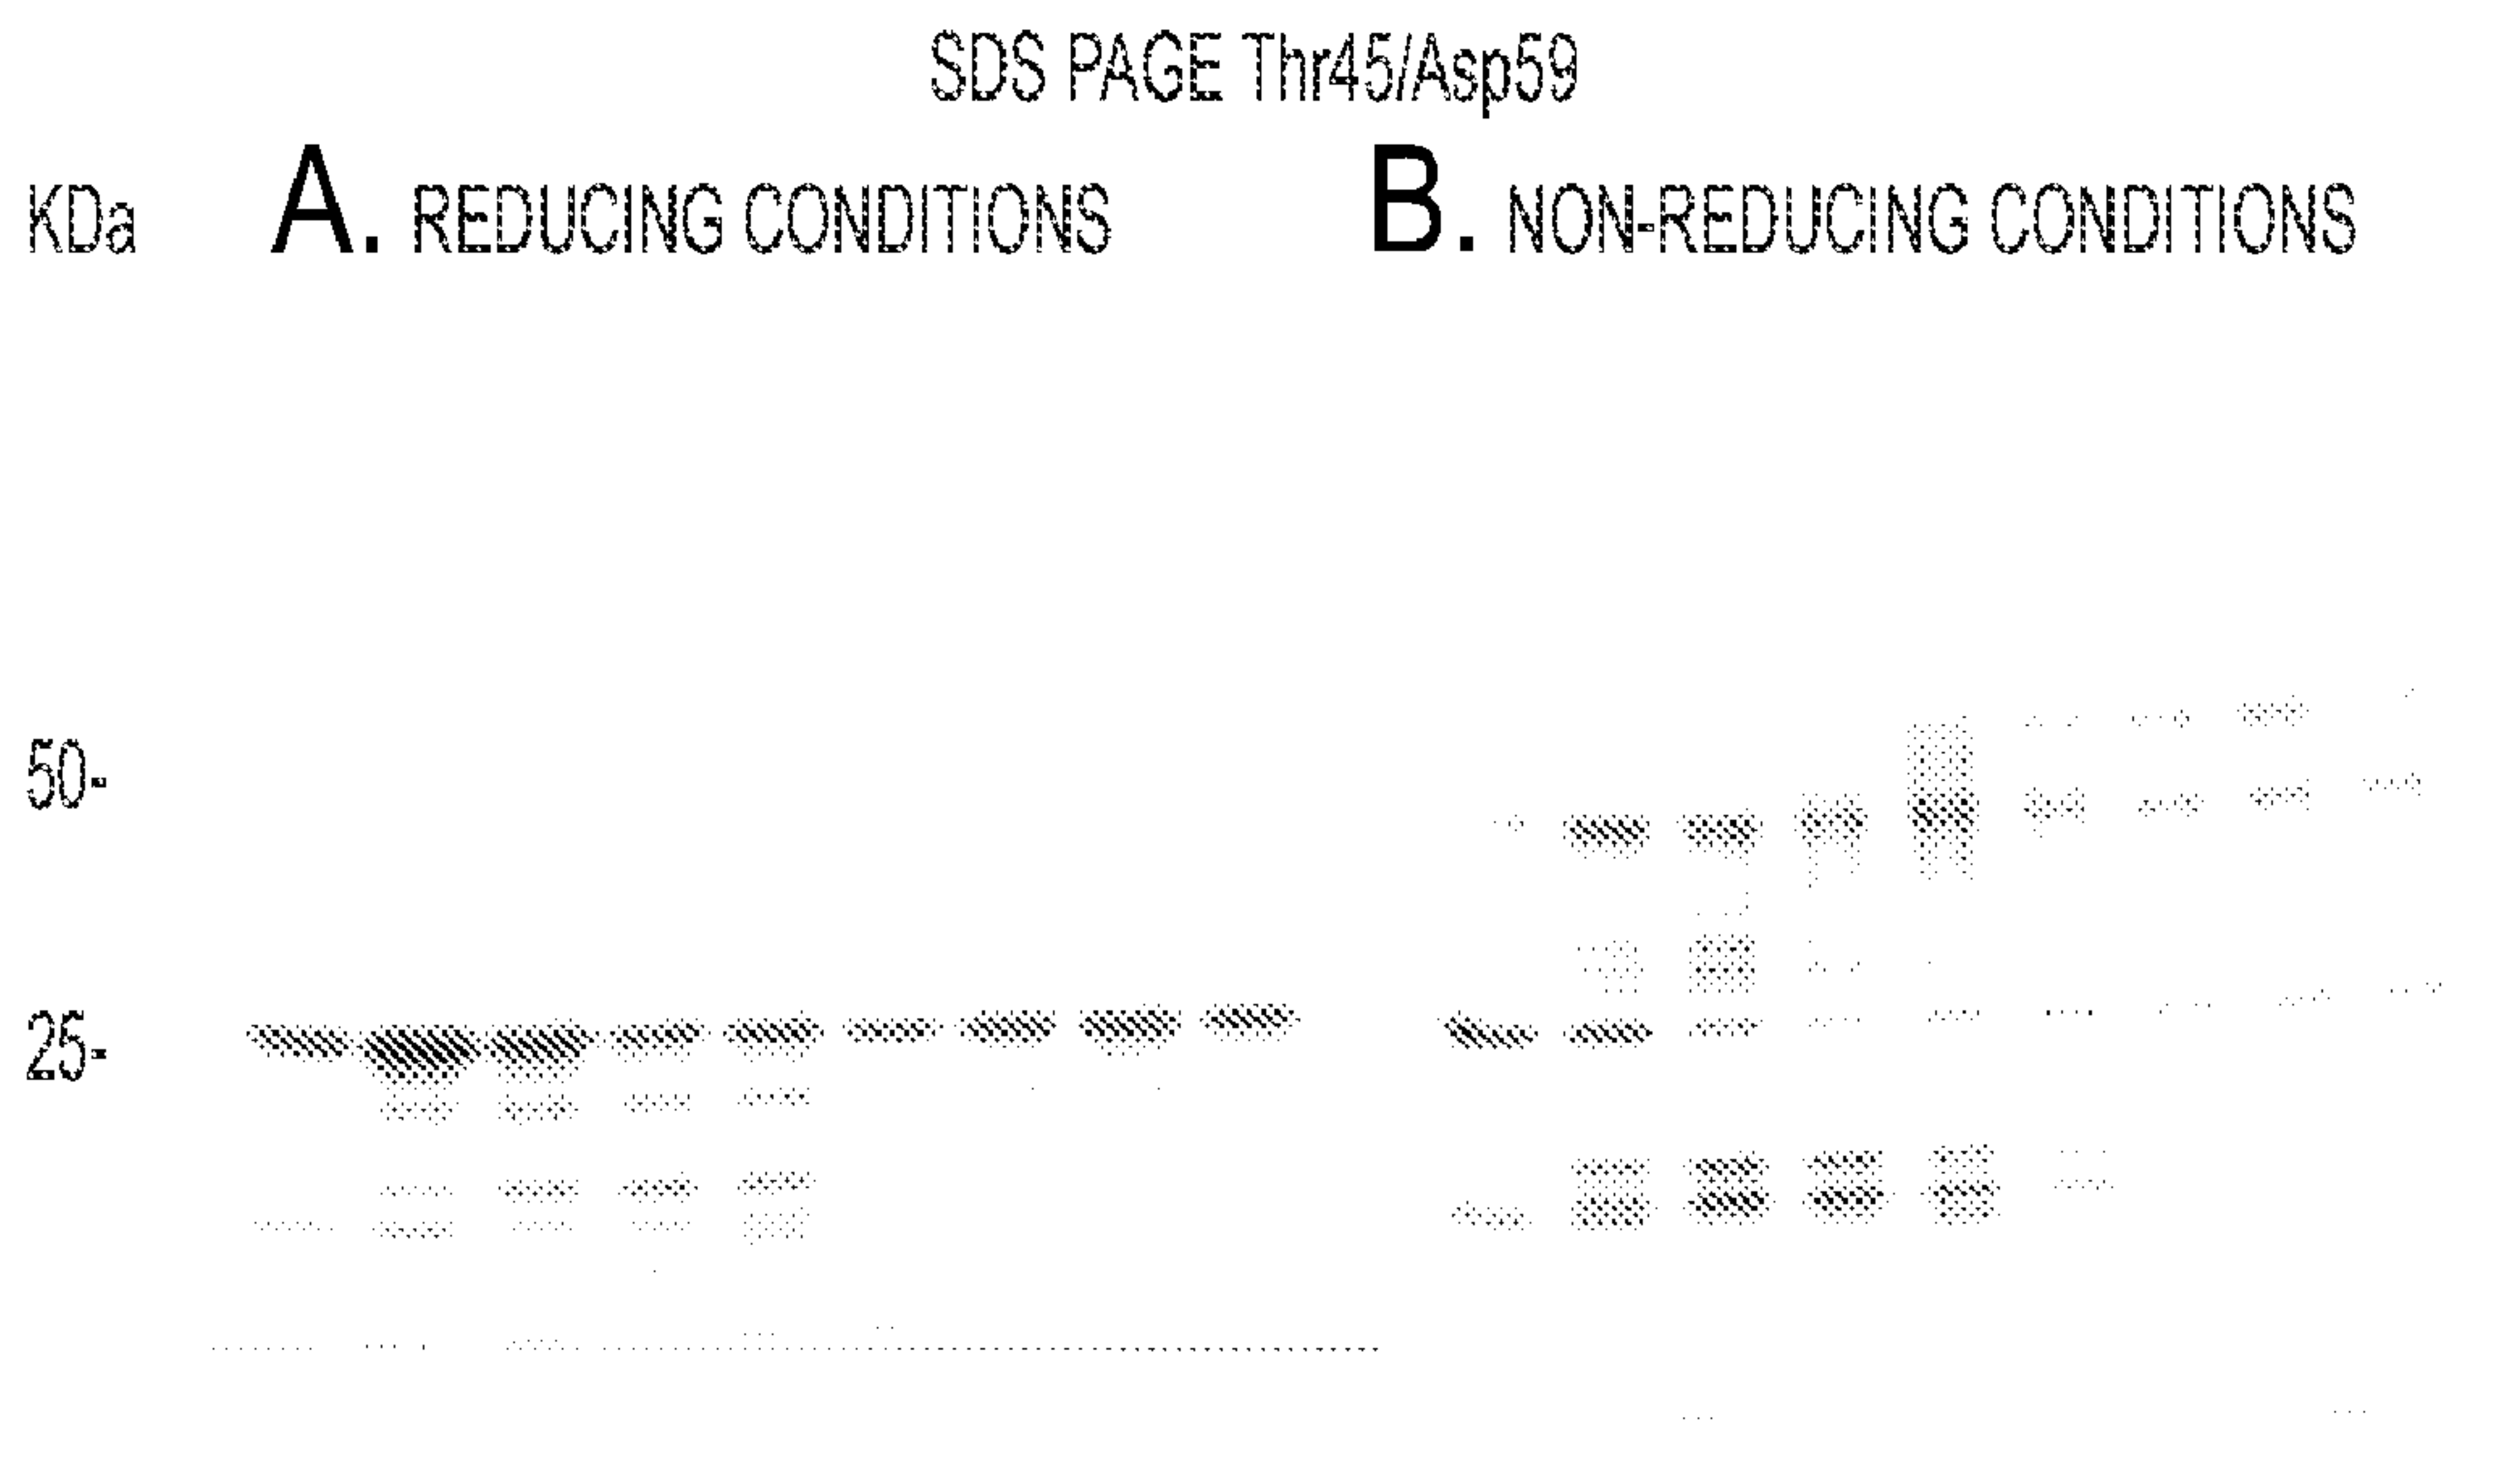 SDS PAGE Thr45/Asp59
KDa A. REDUCING CONDITIONS B. NON-REDUCING CONDITIONS
50-
25-